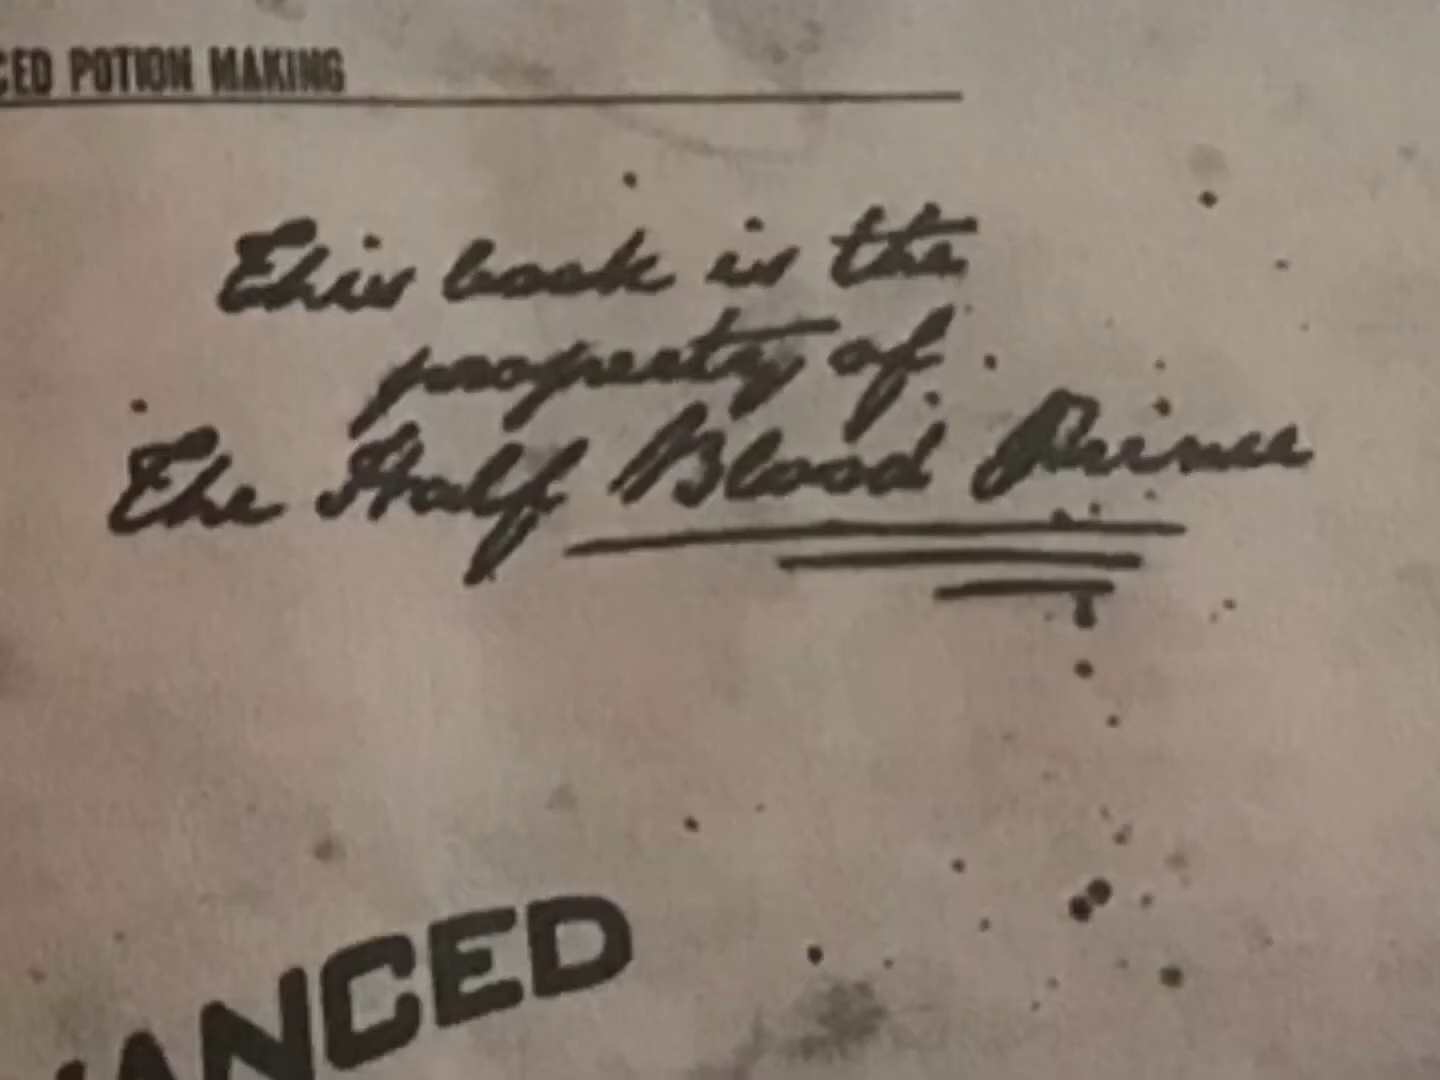 CED POTION MAKING
This book is the
property of
The Half Blood Prince
ANCED